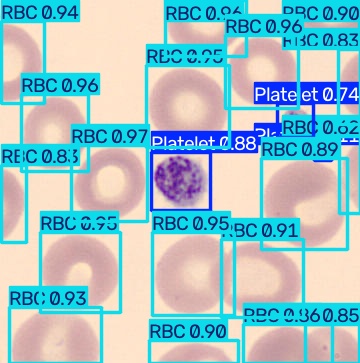 RBC 0.94
RBC 0.96
RBC 0.90
RBC 0.96
RBC 0.83
RBC 0.95
RBC 0.96
Platelet 0.74
RBC 0.62
RBC 0.97
Platelet 0.88
RBC 0.89
RBC 0.83
RBC 0.95
RBC 0.95
RBC 0.91
RBC 0.93
RBC 0.86
0.85
RBC 0.90